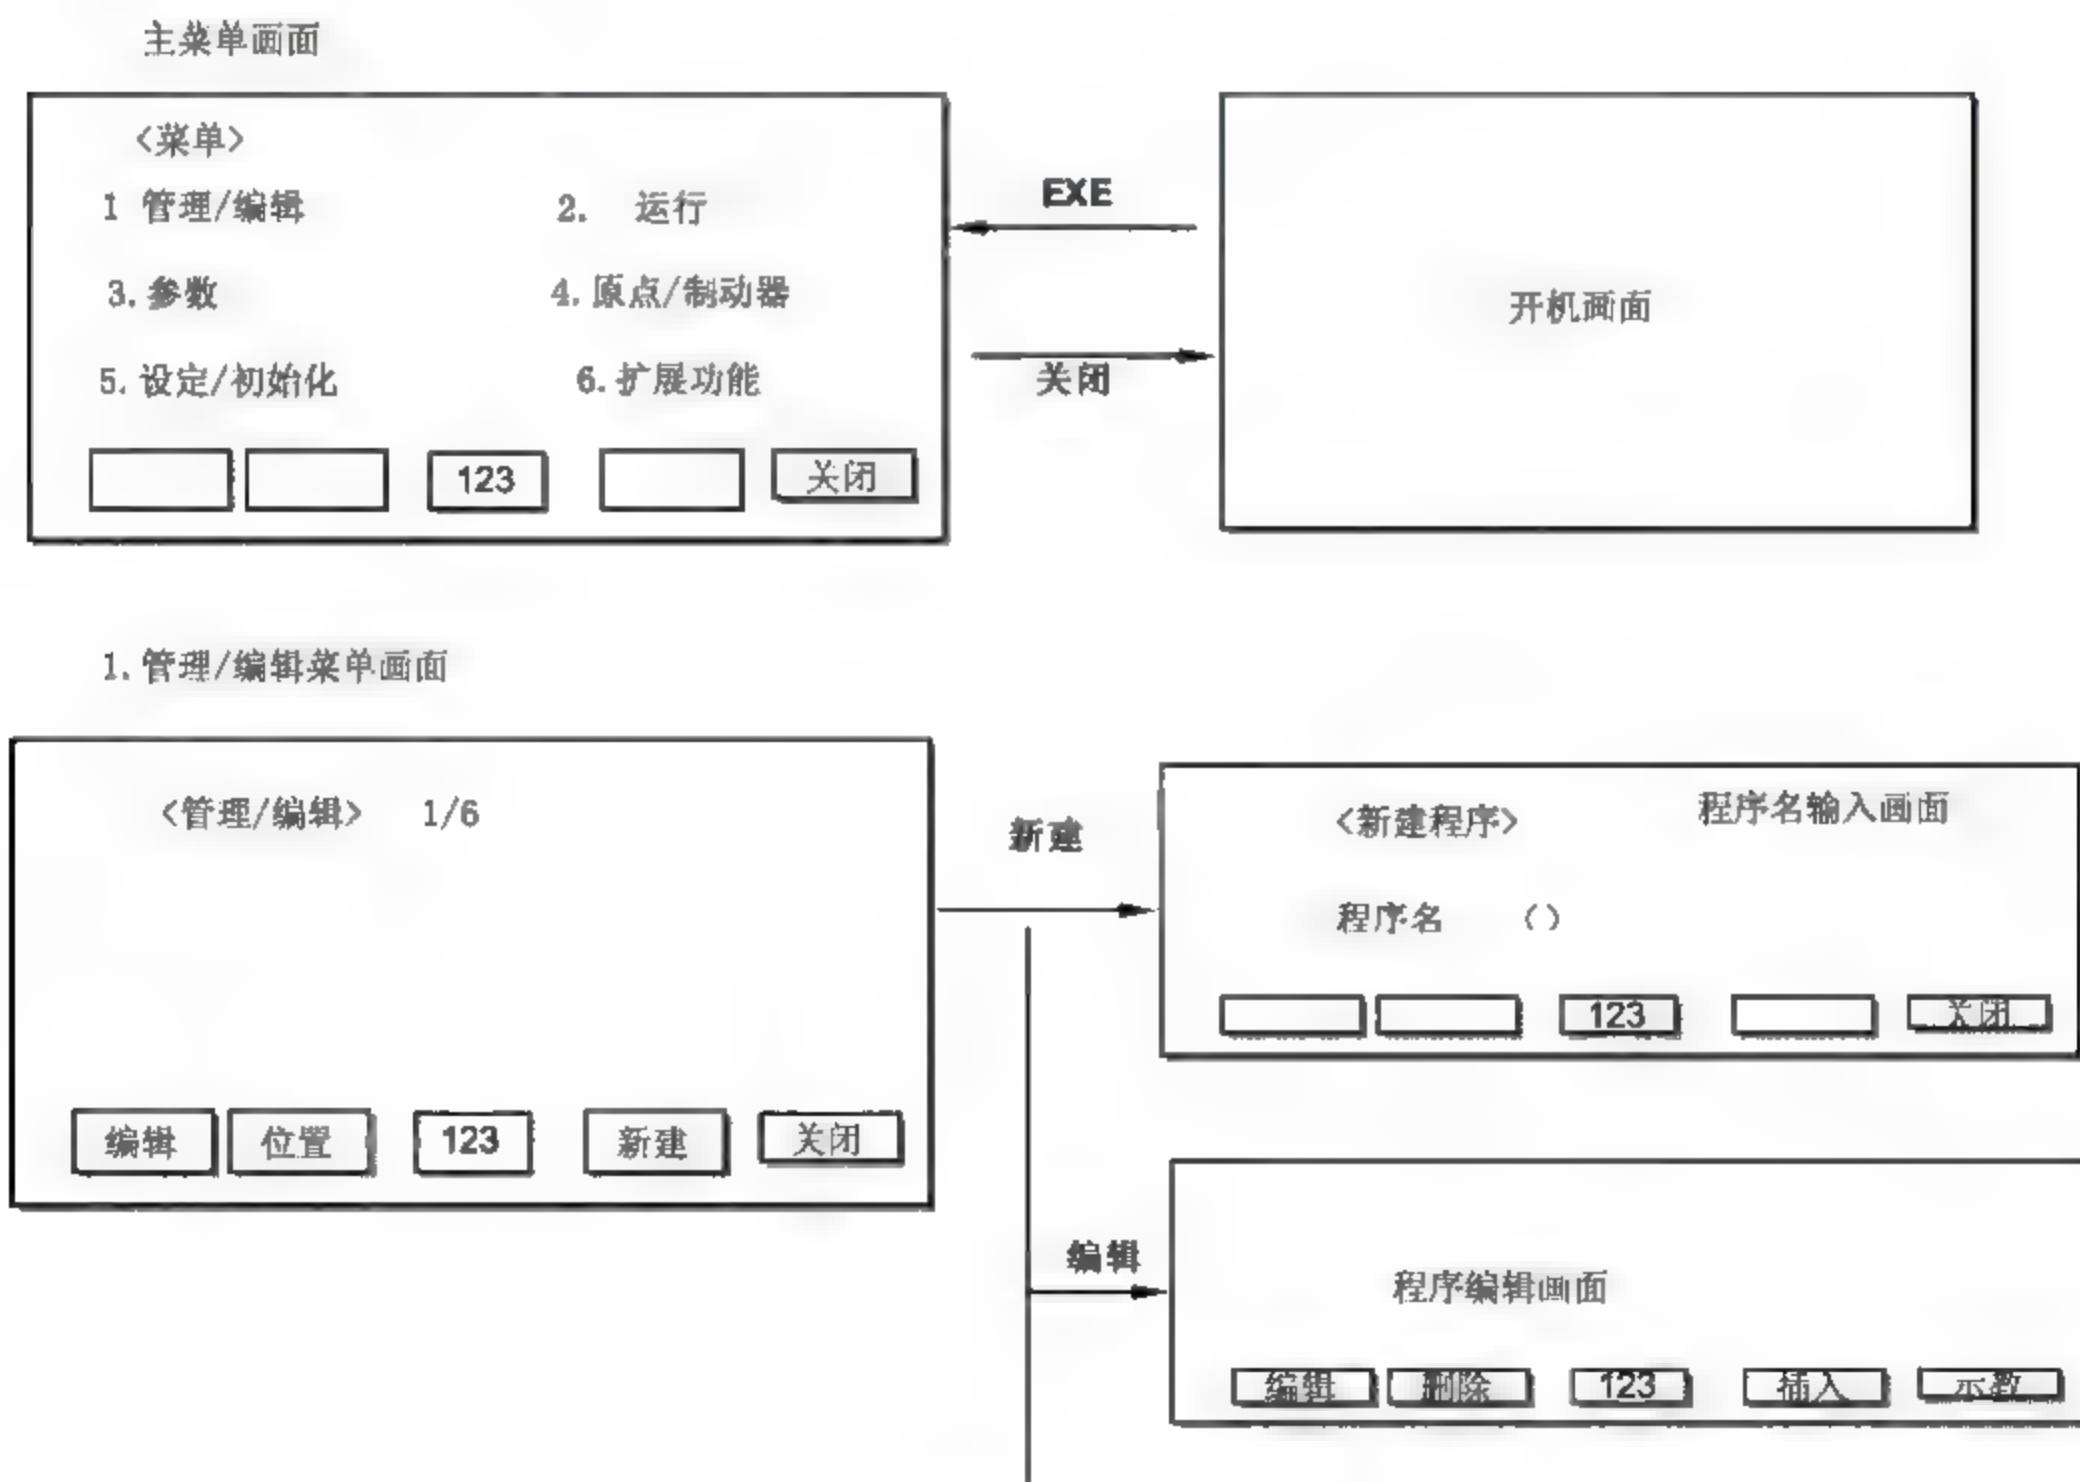 主菜单画面
<菜单>
1 管理/编辑
2. 运行
3.参数
4.原点/制动器
5.设定/初始化
6.扩展功能
123
关闭
EXE
关闭
开机画面
1.管理/编辑菜单画面
<管理/编辑> 1/6
编辑 位置 123 新建 关闭
新建
<新建程序> 程序名输入画面
程序名 ()
123 关闭
编辑
程序编辑画面
编辑 删除 123 插入 示教